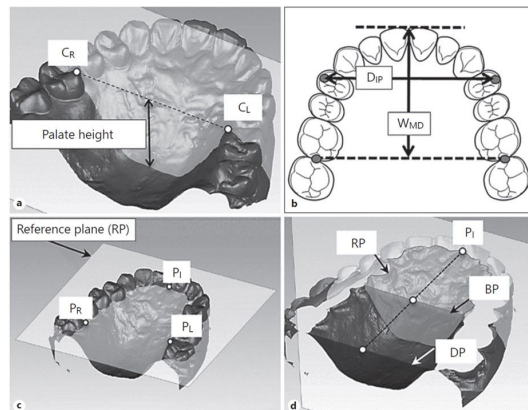 C_R
C_L
Palate height
a
D_IP
W_MD
b
Reference plane (RP)
P_I
P_R
P_L
c
P_I
RP
BP
DP
d